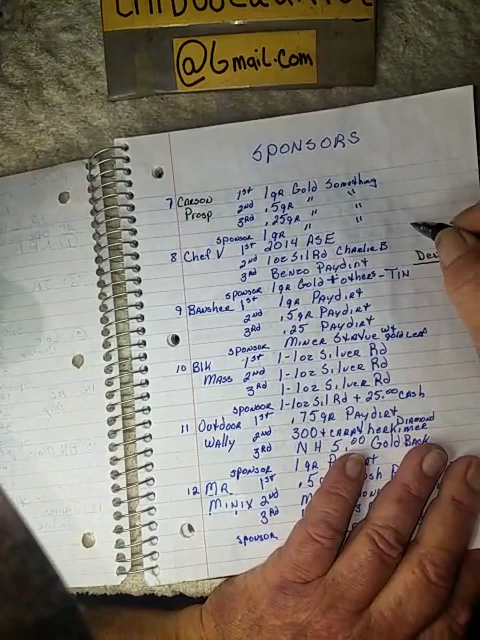 @Gmail.com
SPONSORS
7 CARSON 1st 1gr Gold Something
Prosp 2nd .5gr " "
3rd .25gr " "
SPONSOR 1gr " "
8 Chef V 1st 2014 ASE
2nd 1oz Sil Rd Charlie B
3rd Benzo Paydirt
SPONSOR 1gr Gold + others - TIN
9 Banshee 1st 1gr Paydirt
2nd .5gr Paydirt
3rd .25 Paydirt
SPONSOR Miner Statue wt gold leaf
10 Blk 1st 1-1oz Silver Rd
MASS 2nd 1-1oz Silver Rd
3rd 1-1oz Silver Rd
SPONSOR 1-1oz Sil Rd + 25.00 cash
11 Outdoor 1st .75gr Paydirt
Wally 2nd 300+ carat Herkimer Diamond
3rd NH 5.00 Gold Back
SPONSOR 1gr
12 MR 1st .5
MINIX 2nd
3rd
SPONSOR